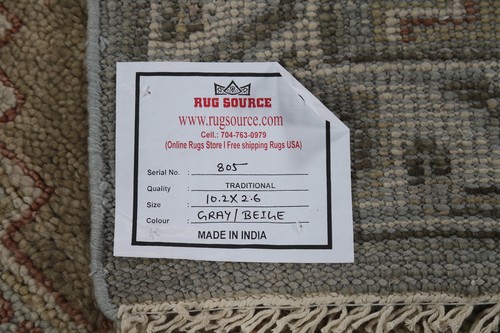 RUG SOURCE
www.rugsource.com
Cell.: 704-763-0979
(Online Rugs Store I Free shipping Rugs USA)
Serial No. : 805
Quality : TRADITIONAL
Size : 10.2X2.6
Colour : GRAY/BEIGE
MADE IN INDIA